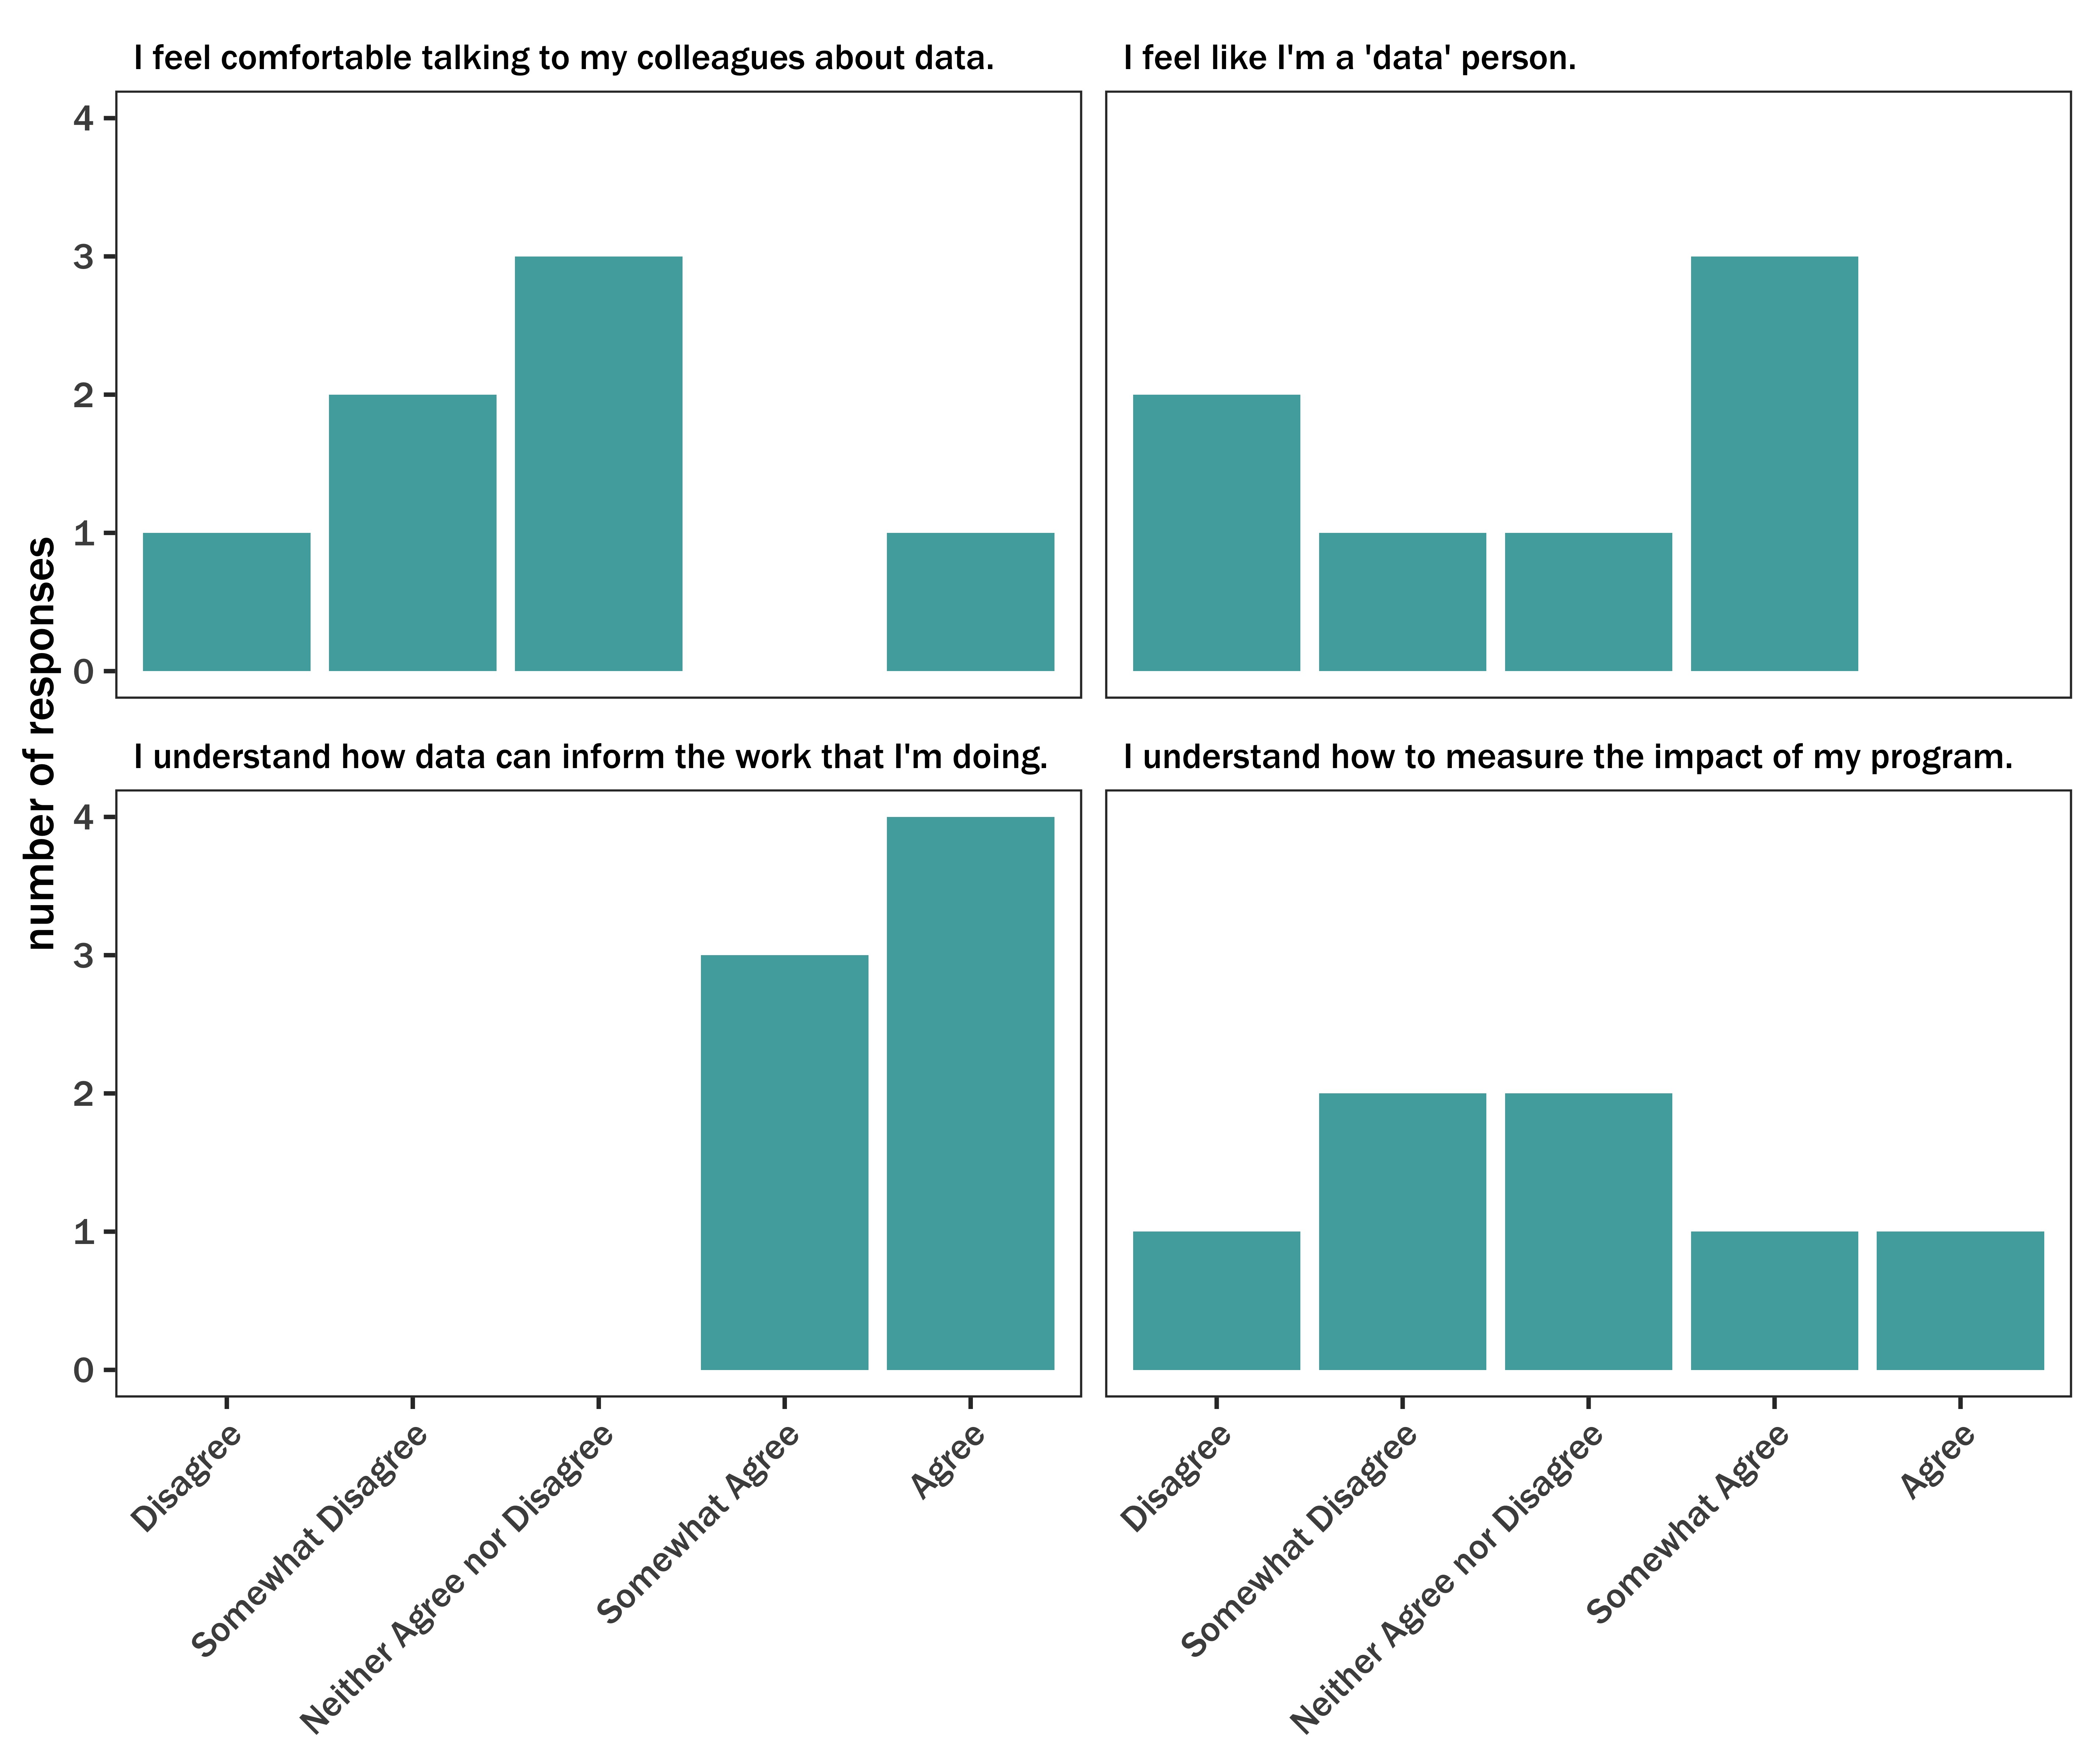 I feel comfortable talking to my colleagues about data.
I feel like I'm a 'data' person.
4
3
2
1
0
number of responses
I understand how data can inform the work that I'm doing.
I understand how to measure the impact of my program.
4
3
2
1
0
Disagree
Somewhat Disagree
Neither Agree nor Disagree
Somewhat Agree
Agree
Disagree
Somewhat Disagree
Neither Agree nor Disagree
Somewhat Agree
Agree